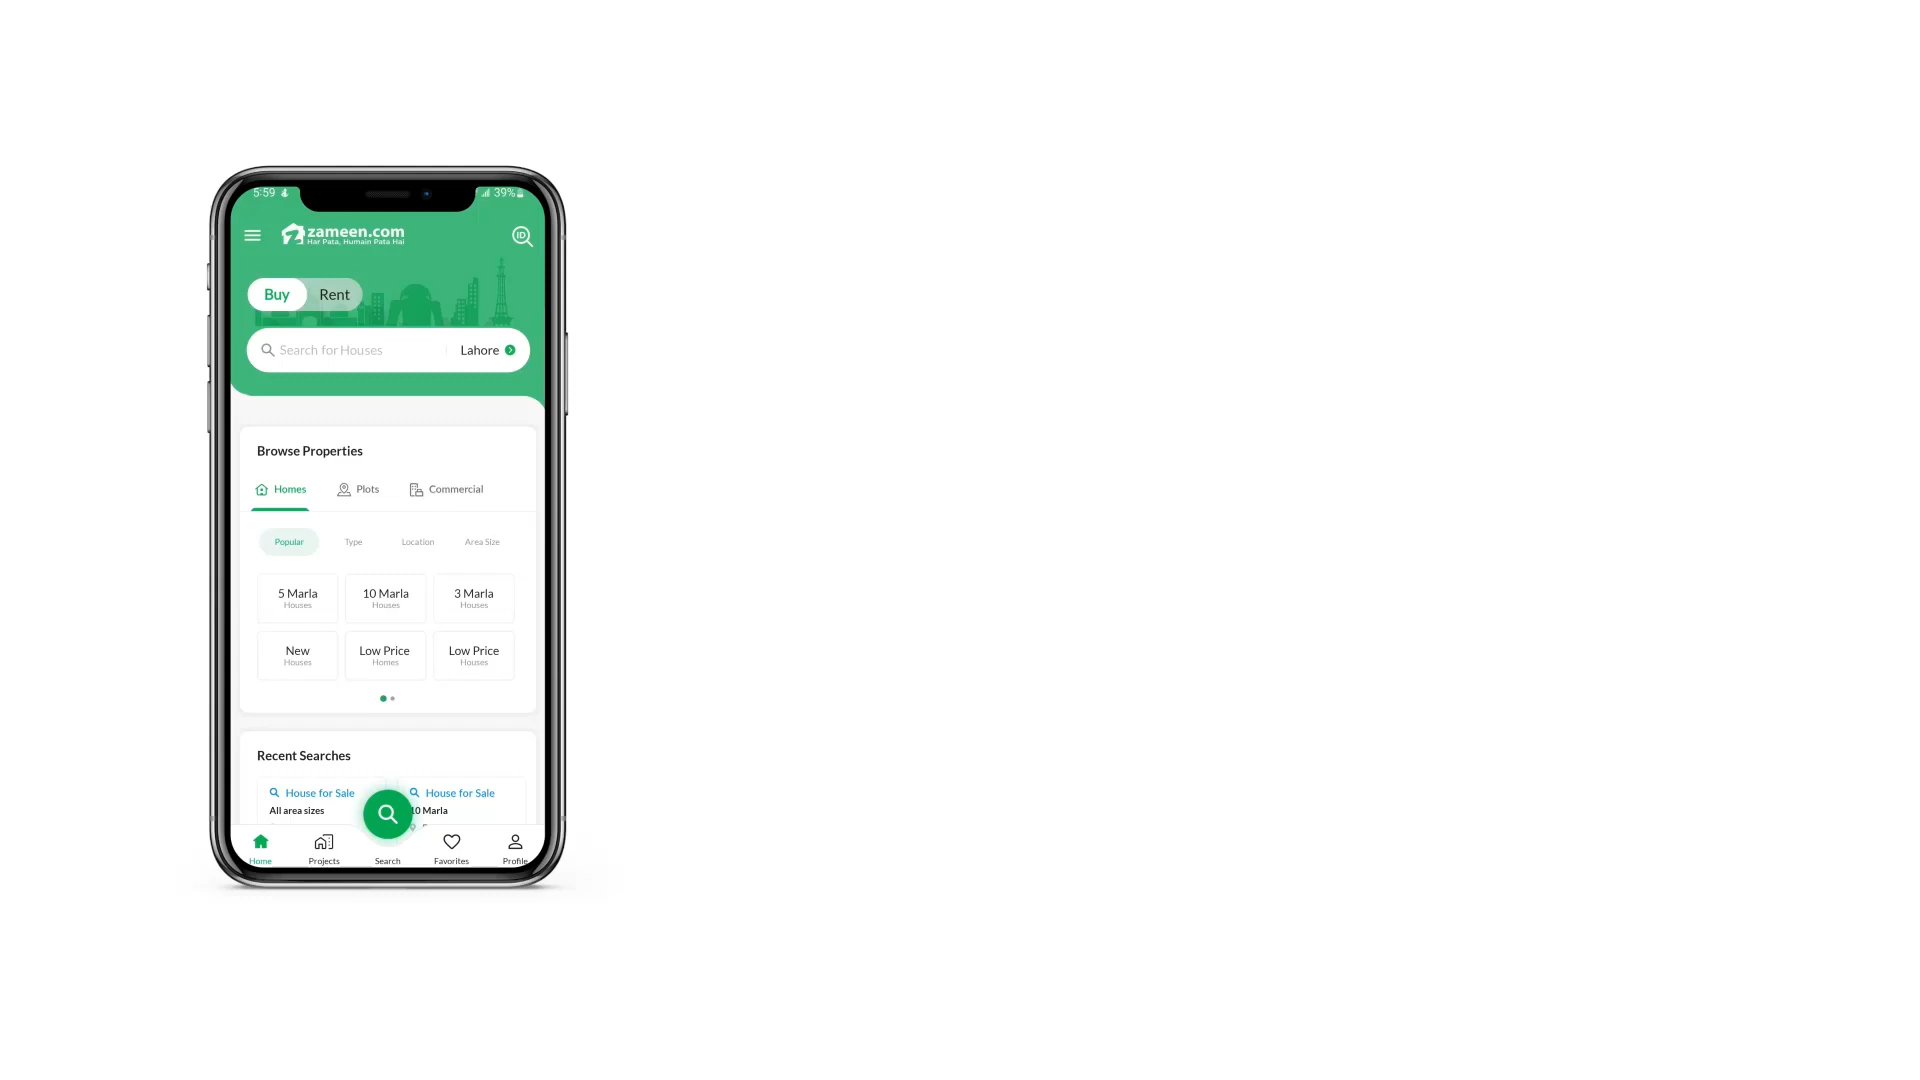 5:59
39%
zameen.com
Har Pata, Humain Pata Hai
ID
Buy Rent
Search for Houses Lahore
Browse Properties
Homes Plots Commercial
Popular Type Location Area Size
5 Marla 10 Marla 3 Marla
Houses Houses Houses
New Low Price Low Price
Houses Homes Houses
Recent Searches
House for Sale House for Sale
All area sizes 10 Marla
Home Projects Search Favorites Profile